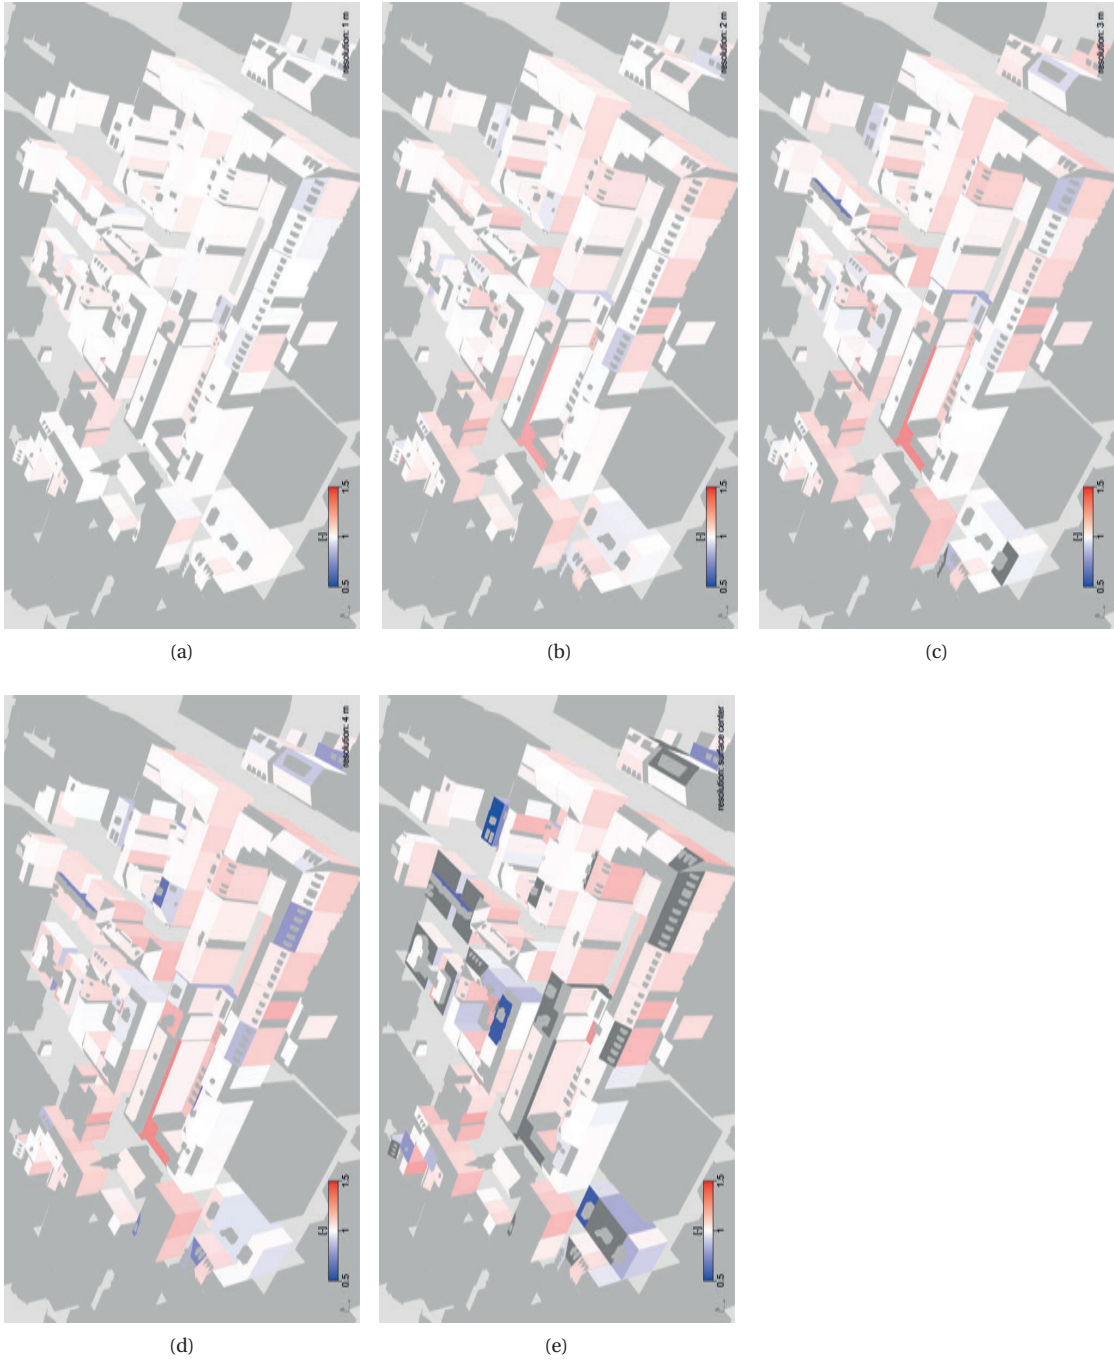 resolution: 1 m
[-]
0.5 1 1.5
(a)
resolution: 2 m
[-]
0.5 1 1.5
(b)
resolution: 3 m
[-]
0.5 1 1.5
(c)
resolution: 4 m
[-]
0.5 1 1.5
(d)
resolution: surface center
[-]
0.5 1 1.5
(e)